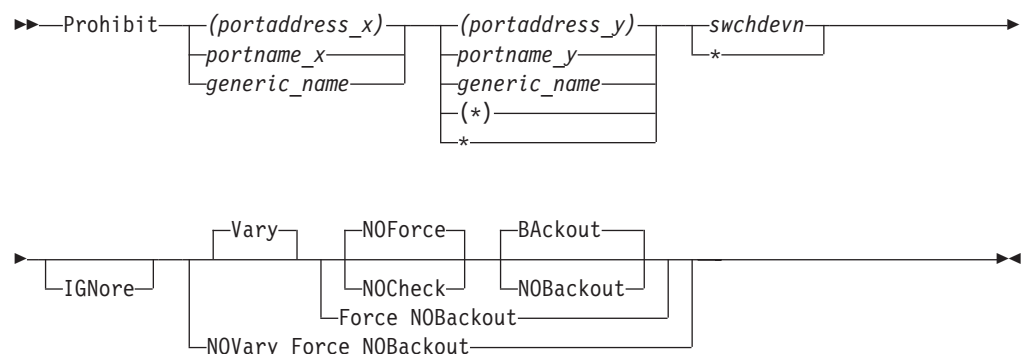 Prohibit (portaddress_x) (portaddress_y) swchdevn
portname_x portname_y *
generic_name generic_name
(*)
*
Vary NOForce BAckout
IGNore NOCheck NOBackout
Force NOBackout
NOVary Force NOBackout